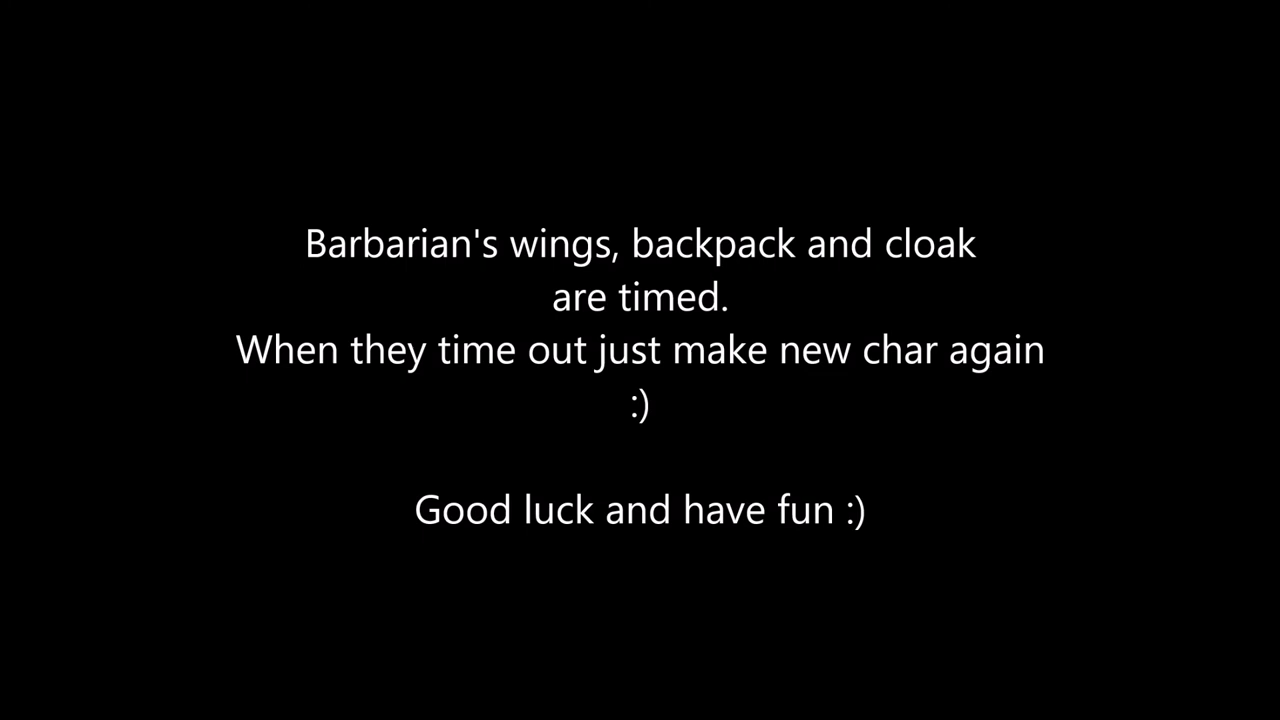 Barbarian's wings, backpack and cloak
are timed.
When they time out just make new char again
:)
Good luck and have fun :)